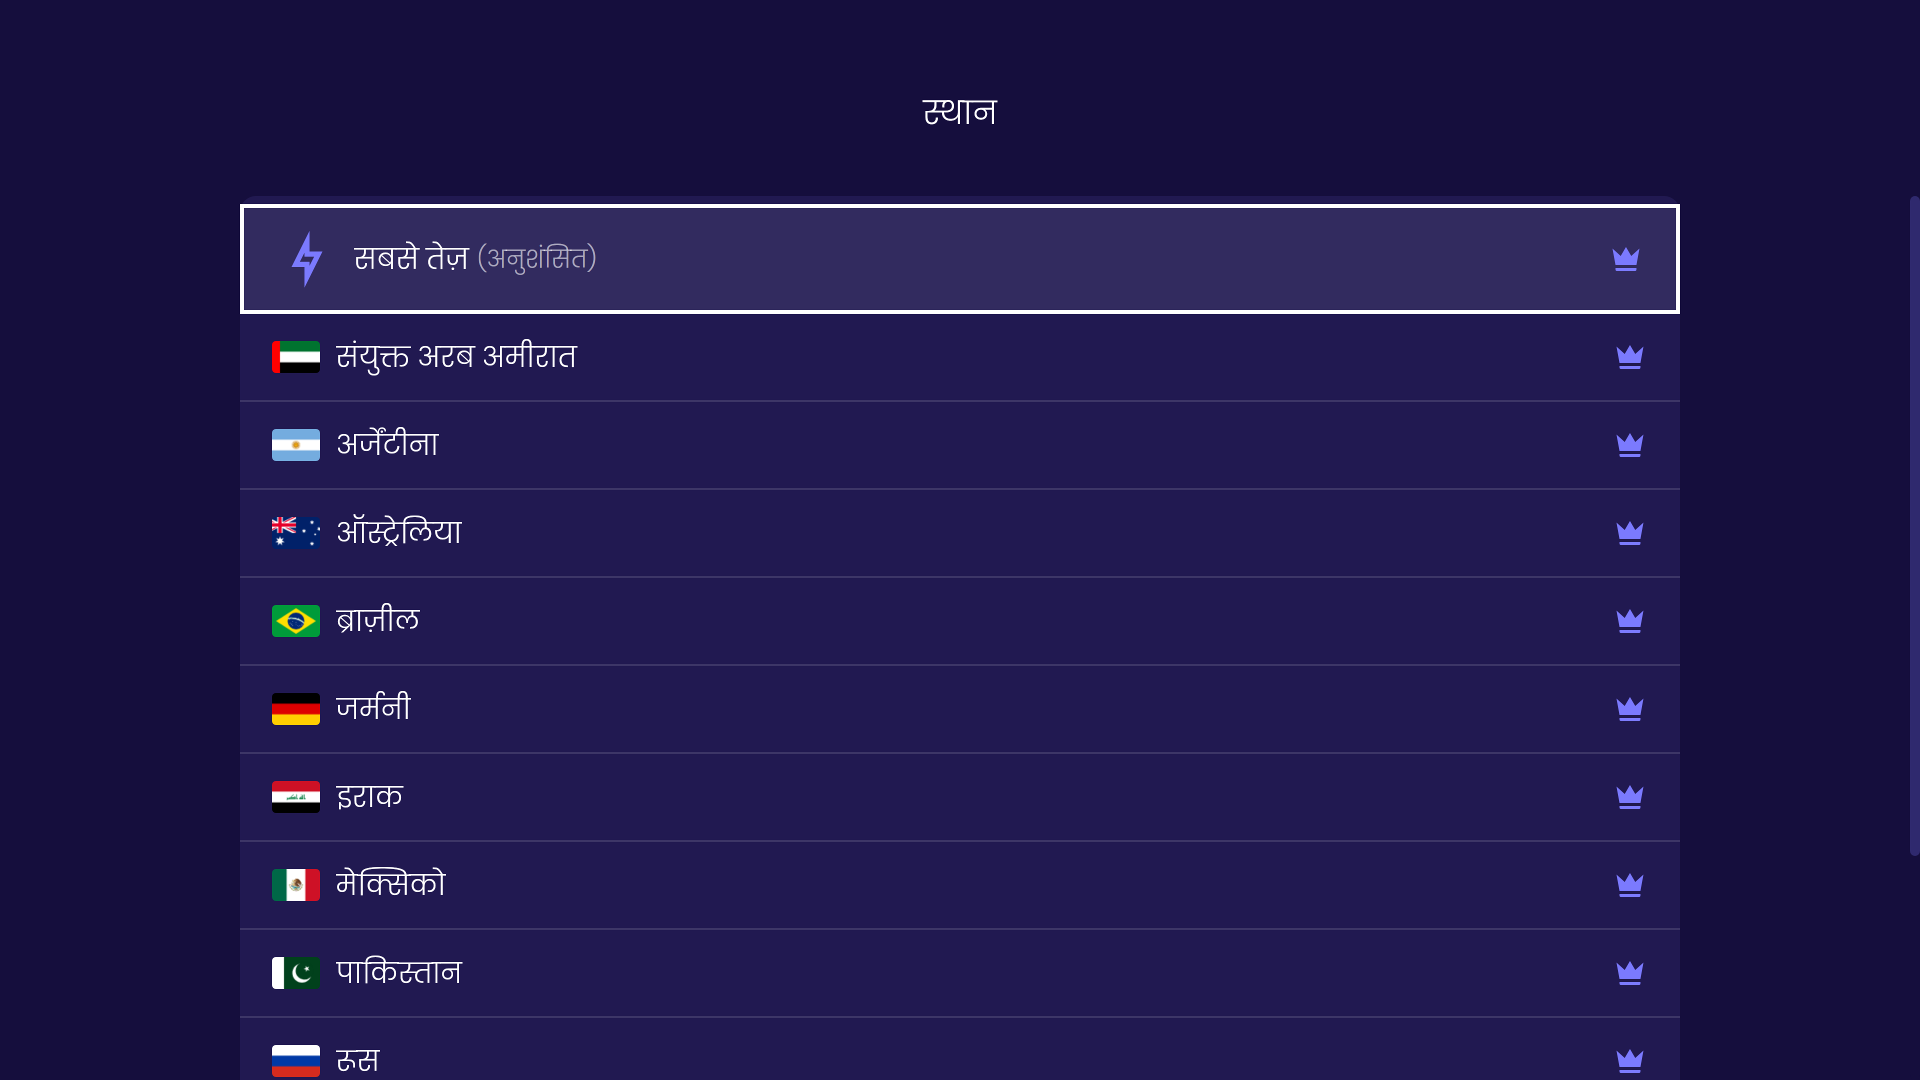 स्थान
सबसे तेज़ (अनुशंसित)
संयुक्त अरब अमीरात
अर्जेंटीना
ऑस्ट्रेलिया
ब्राज़ील
जर्मनी
इराक
मेक्सिको
पाकिस्तान
रूस